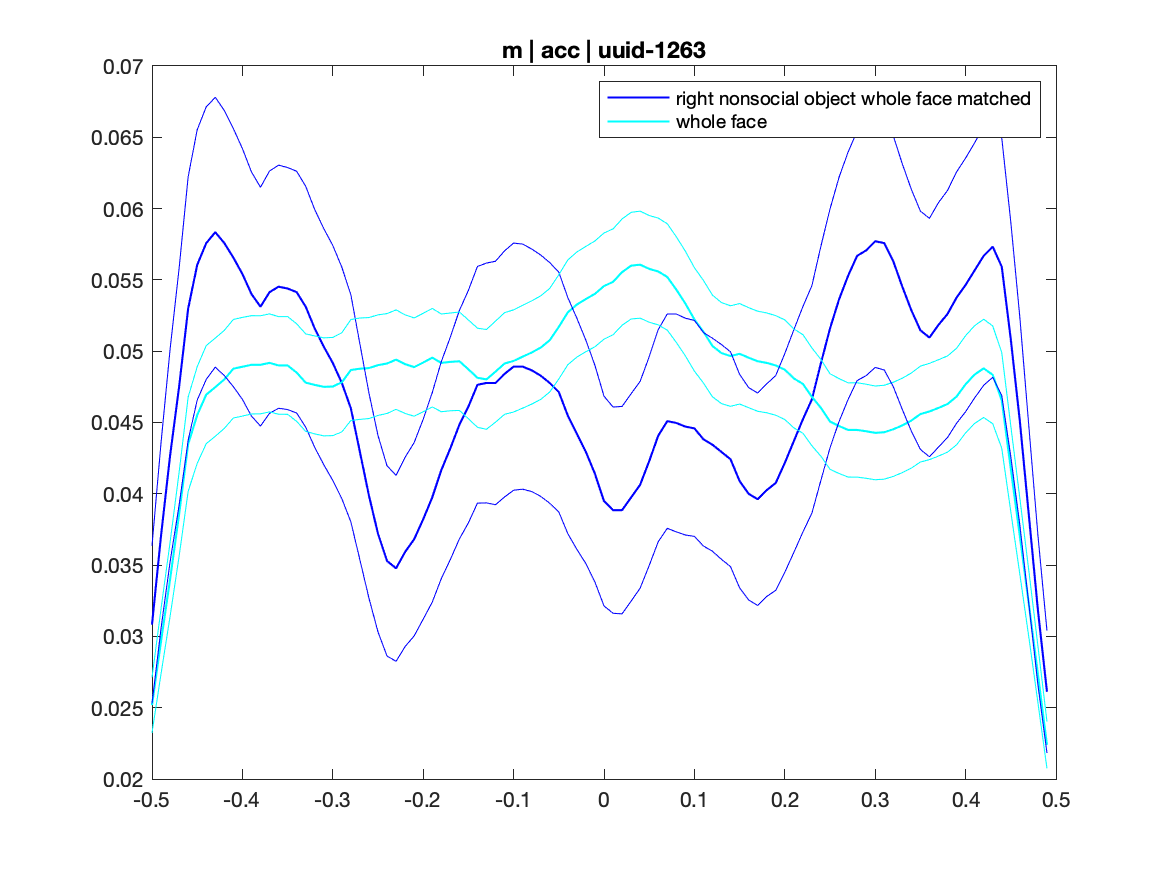 m | acc | uuid-1263
right nonsocial object whole face matched
whole face
0.07
0.065
0.06
0.055
0.05
0.045
0.04
0.035
0.03
0.025
0.02
-0.5 -0.4 -0.3 -0.2 -0.1 0 0.1 0.2 0.3 0.4 0.5